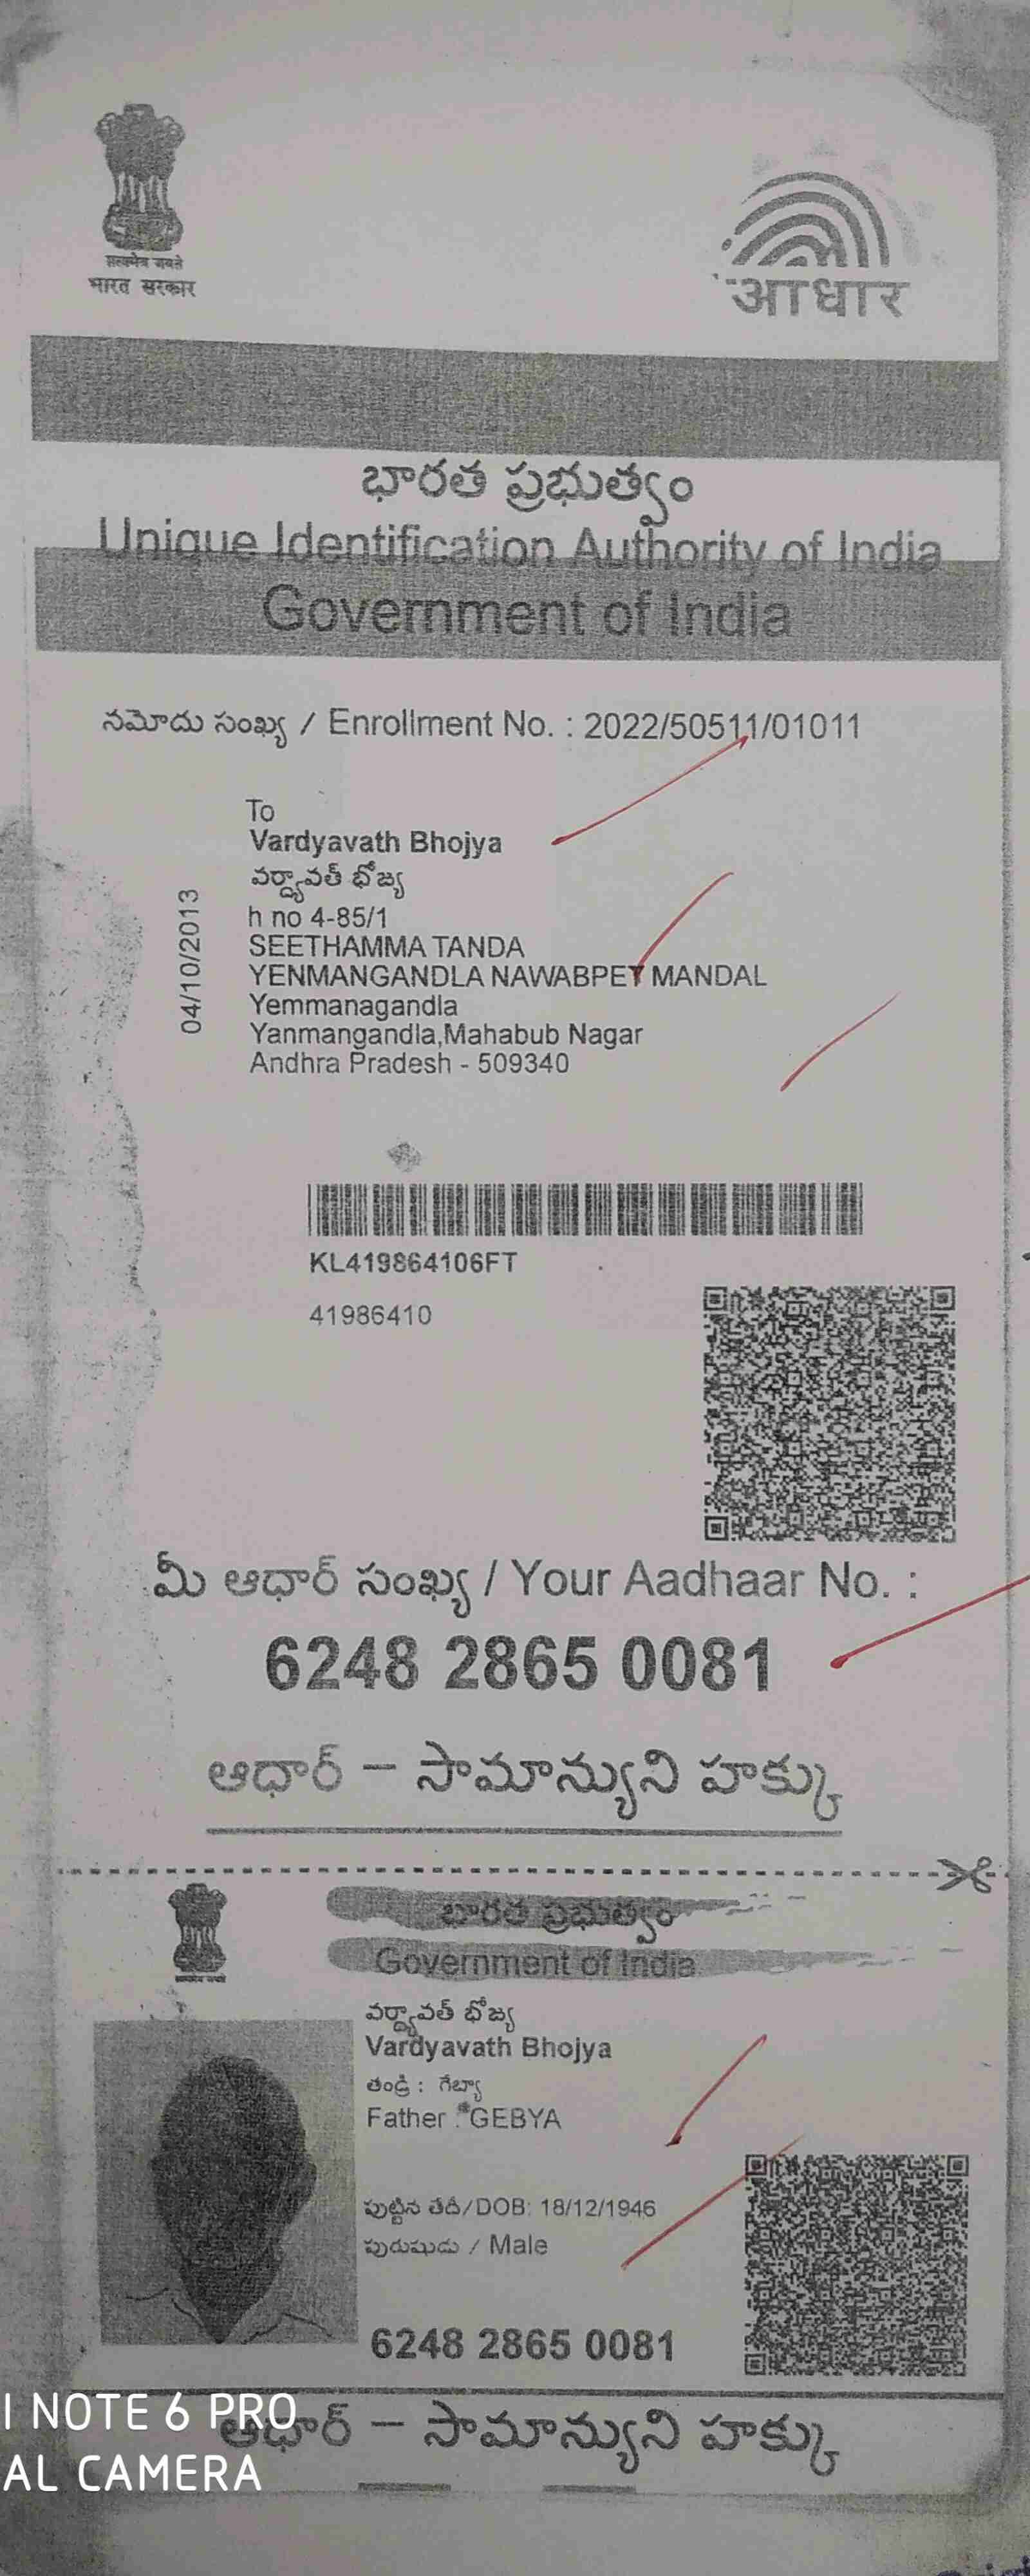 सत्यमेव जयते
भारत सरकार
आधार
భారత ప్రభుత్వం
Unique Identification Authority of India
Government of India
నమోదు సంఖ్య / Enrollment No. : 2022/50511/01011
To
Vardyavath Bhojya
వర్ద్యావత్ భోజ్య
h no 4-85/1
SEETHAMMA TANDA
YENMANGANDLA NAWABPET MANDAL
Yemmanagandla
Yanmangandla,Mahabub Nagar
Andhra Pradesh - 509340
04/10/2013
KL419864106FT
41986410
మీ ఆధార్ సంఖ్య / Your Aadhaar No. :
6248 2865 0081
ఆధార్ – సామాన్యుని హక్కు
భారత ప్రభుత్వం
Government of India
వర్ద్యావత్ భోజ్య
Vardyavath Bhojya
తండ్రి : గేబ్యా
Father : GEBYA
పుట్టిన తేదీ/DOB: 18/12/1946
పురుషుడు / Male
6248 2865 0081
ఆధార్ – సామాన్యుని హక్కు
I NOTE 6 PRO
AL CAMERA